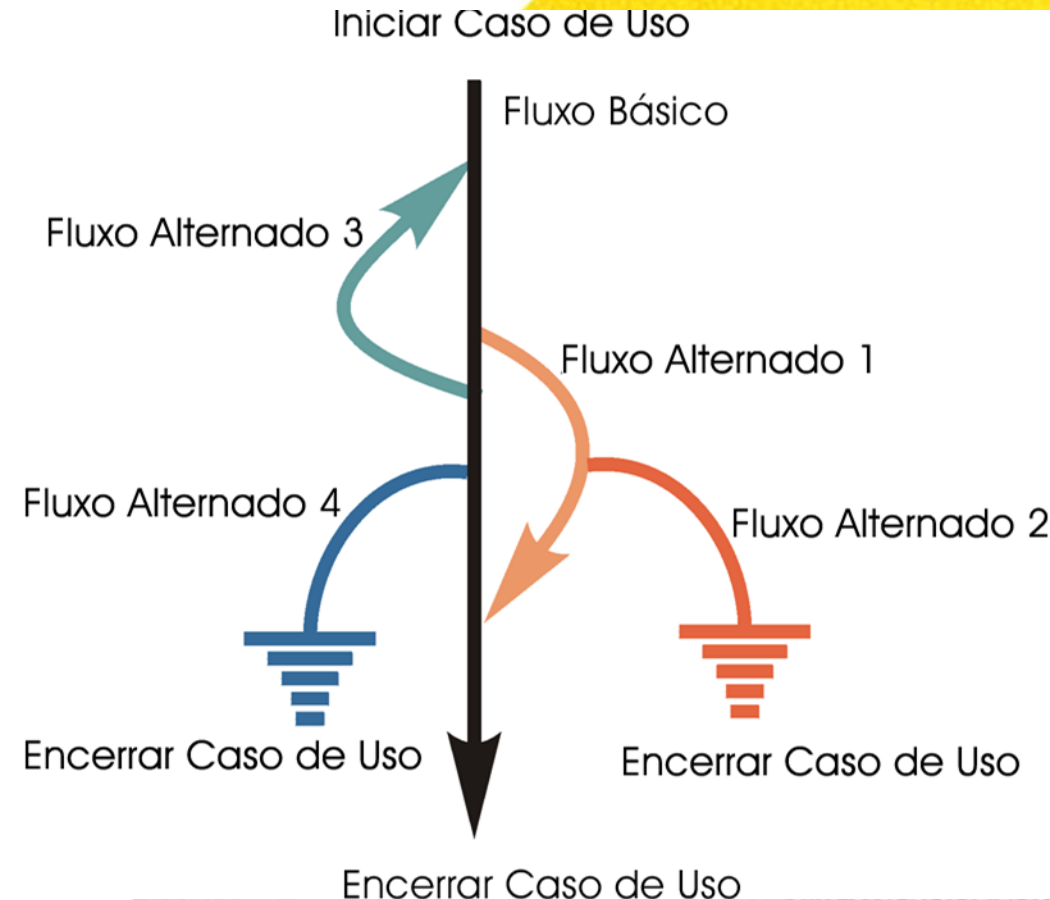 Iniciar Caso de Uso
Fluxo Básico
Fluxo Alternado 3
Fluxo Alternado 1
Fluxo Alternado 4
Fluxo Alternado 2
Encerrar Caso de Uso
Encerrar Caso de Uso
Encerrar Caso de Uso